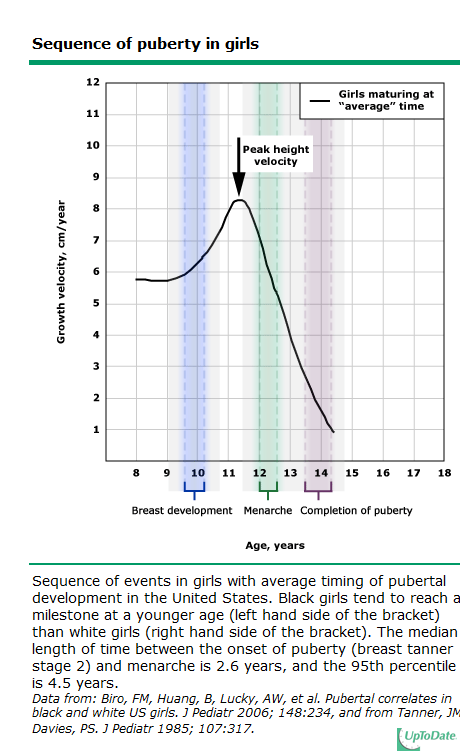 Sequence of puberty in girls
Girls maturing at
“average” time
12
11
10
9
8
7
6
5
4
3
2
1
Growth velocity, cm/year
Peak height
velocity
8 9 10 11 12 13 14 15 16 17 18
Breast development Menarche Completion of puberty
Age, years
Sequence of events in girls with average timing of pubertal
development in the United States. Black girls tend to reach a
milestone at a younger age (left hand side of the bracket)
than white girls (right hand side of the bracket). The median
length of time between the onset of puberty (breast tanner
stage 2) and menarche is 2.6 years, and the 95th percentile
is 4.5 years.
Data from: Biro, FM, Huang, B, Lucky, AW, et al. Pubertal correlates in
black and white US girls. J Pediatr 2006; 148:234, and from Tanner, JM
Davies, PS. J Pediatr 1985; 107:317.
UpToDate